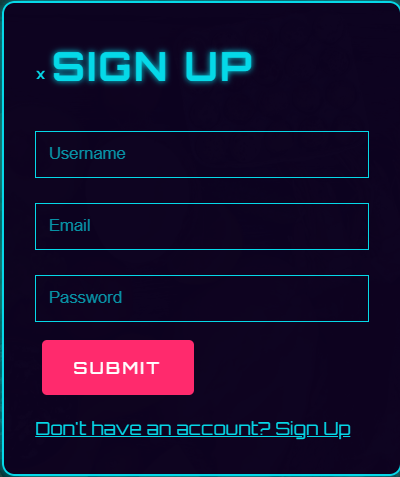 x SIGN UP
Username
Email
Password
SUBMIT
Don't have an account? Sign Up